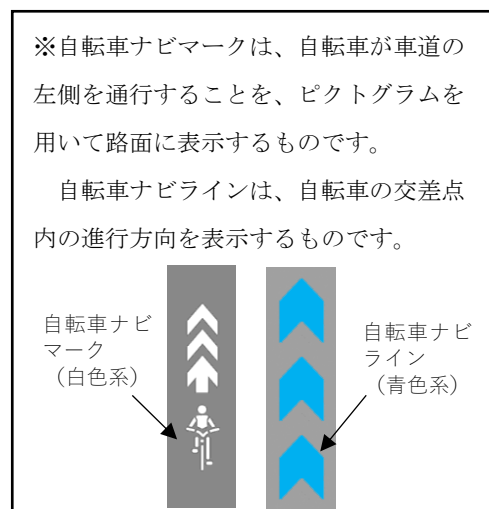 ※自転車ナビマークは、自転車が車道の
左側を通行することを、ピクトグラムを
用いて路面に表示するものです。
　自転車ナビラインは、自転車の交差点
内の進行方向を表示するものです。
自転車ナビ
マーク
（白色系）
自転車ナビ
ライン
（青色系）